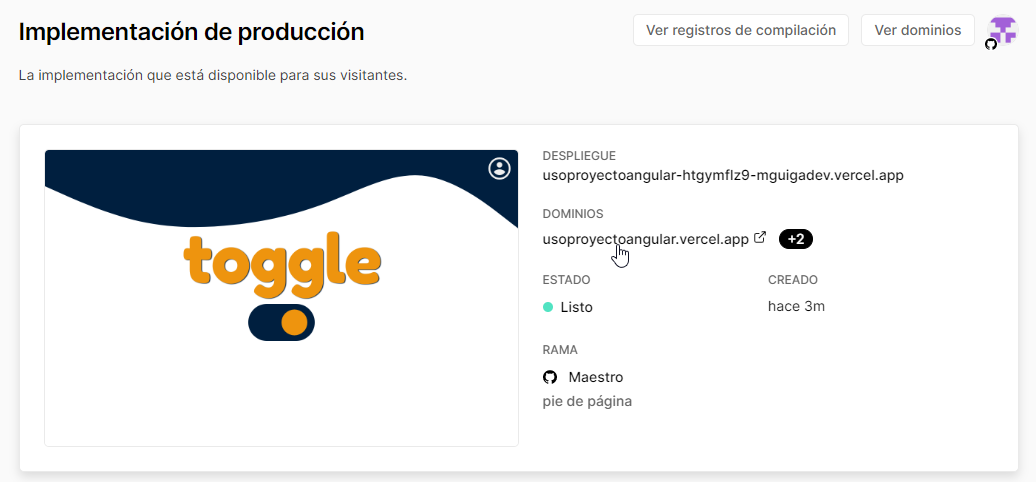 Implementación de producción
Ver registros de compilación
Ver dominios
La implementación que está disponible para sus visitantes.
toggle
DESPLIEGUE
usoproyectoangular-htgymflz9-mguigadev.vercel.app
DOMINIOS
usoproyectoangular.vercel.app +2
ESTADO
Listo
CREADO
hace 3m
RAMA
Maestro
pie de página